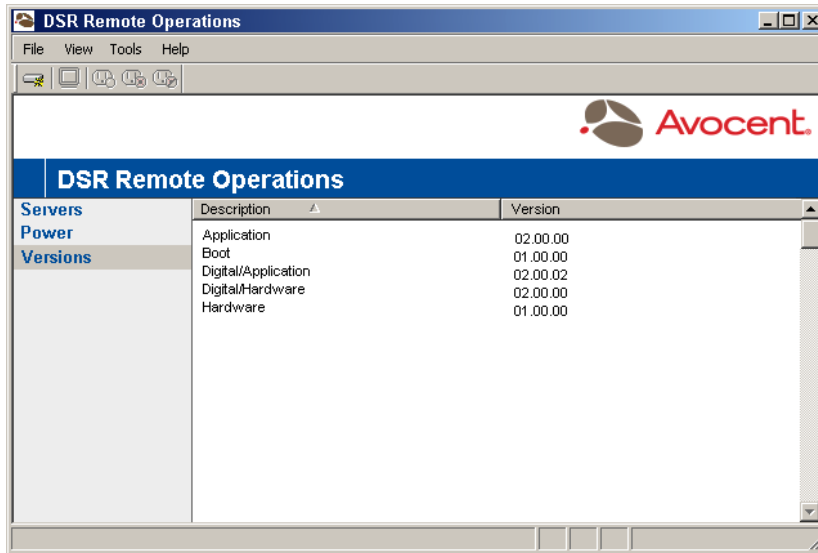 DSR Remote Operations
File View Tools Help
Avocent.
DSR Remote Operations
Servers
Power
Versions
Description Version
Application 02.00.00
Boot 01.00.00
Digital/Application 02.00.02
Digital/Hardware 02.00.00
Hardware 01.00.00